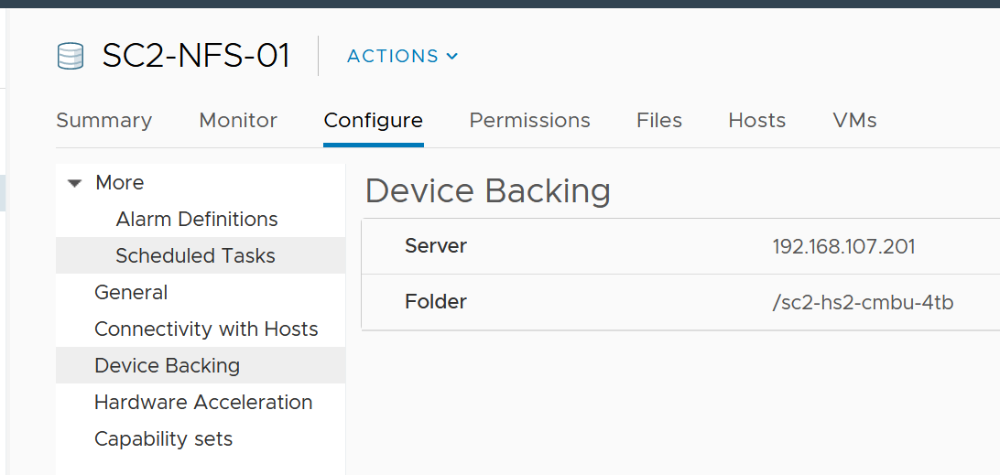 SC2-NFS-01 ACTIONS
Summary Monitor Configure Permissions Files Hosts VMs
More
Alarm Definitions
Scheduled Tasks
General
Connectivity with Hosts
Device Backing
Hardware Acceleration
Capability sets
Device Backing
Server 192.168.107.201
Folder /sc2-hs2-cmbu-4tb